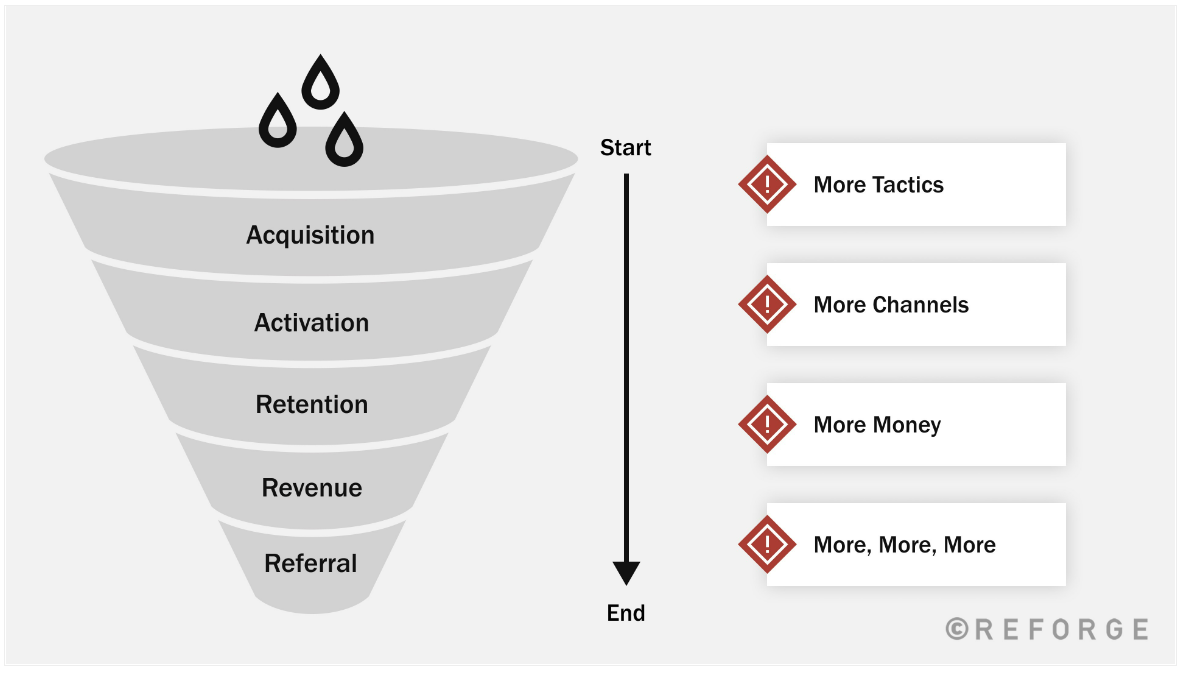 Start
Acquisition
Activation
Retention
Revenue
Referral
End
! More Tactics
! More Channels
! More Money
! More, More, More
©REFORGE